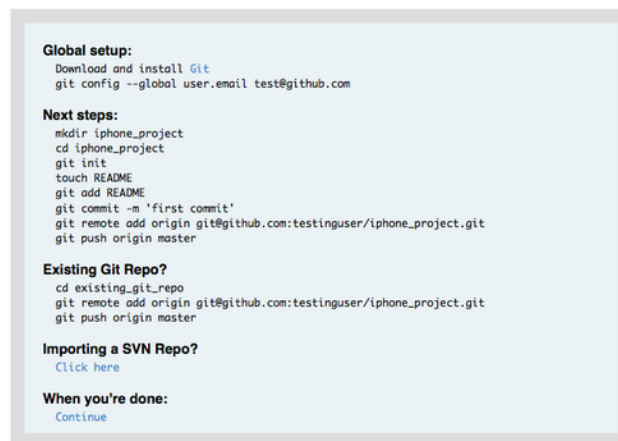 Global setup:
Download and install Git
git config --global user.email test@github.com
Next steps:
mkdir iphone_project
cd iphone_project
git init
touch README
git add README
git commit -m 'first commit'
git remote add origin git@github.com:testinguser/iphone_project.git
git push origin master
Existing Git Repo?
cd existing_git_repo
git remote add origin git@github.com:testinguser/iphone_project.git
git push origin master
Importing a SVN Repo?
Click here
When you're done:
Continue